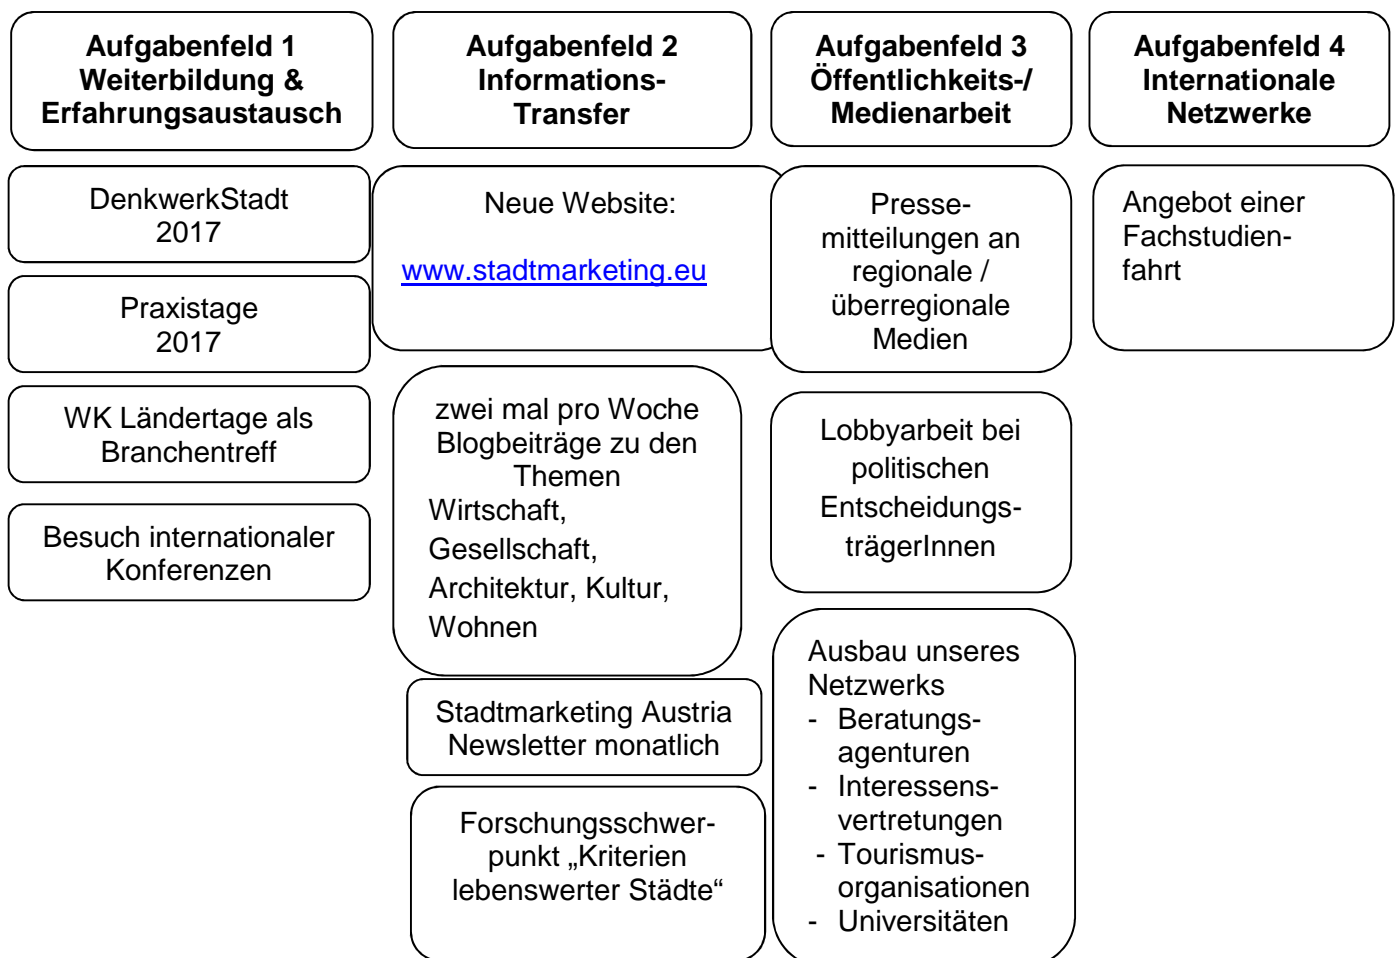 Aufgabenfeld 1
Weiterbildung &
Erfahrungsaustausch
DenkwerkStadt
2017
Praxistage
2017
WK Ländertage als
Branchentreff
Besuch internationaler
Konferenzen
Aufgabenfeld 2
Informations-
Transfer
Neue Website:
www.stadtmarketing.eu
zwei mal pro Woche
Blogbeiträge zu den
Themen
Wirtschaft,
Gesellschaft,
Architektur, Kultur,
Wohnen
Stadtmarketing Austria
Newsletter monatlich
Forschungsschwer-
punkt „Kriterien
lebenswerter Städte“
Aufgabenfeld 3
Öffentlichkeits-/
Medienarbeit
Presse-
mitteilungen an
regionale /
überregionale
Medien
Lobbyarbeit bei
politischen
Entscheidungs-
trägerInnen
Ausbau unseres
Netzwerks
- Beratungs-
agenturen
- Interessens-
vertretungen
- Tourismus-
organisationen
- Universitäten
Aufgabenfeld 4
Internationale
Netzwerke
Angebot einer
Fachstudien-
fahrt